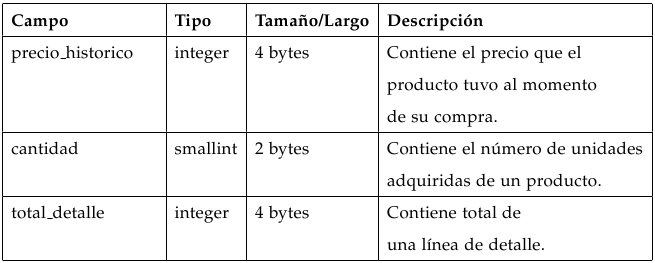 Campo Tipo Tamaño/Largo Descripción
precio_historico integer 4 bytes Contiene el precio que el
producto tuvo al momento
de su compra.
cantidad smallint 2 bytes Contiene el número de unidades
adquiridas de un producto.
total_detalle integer 4 bytes Contiene total de
una línea de detalle.